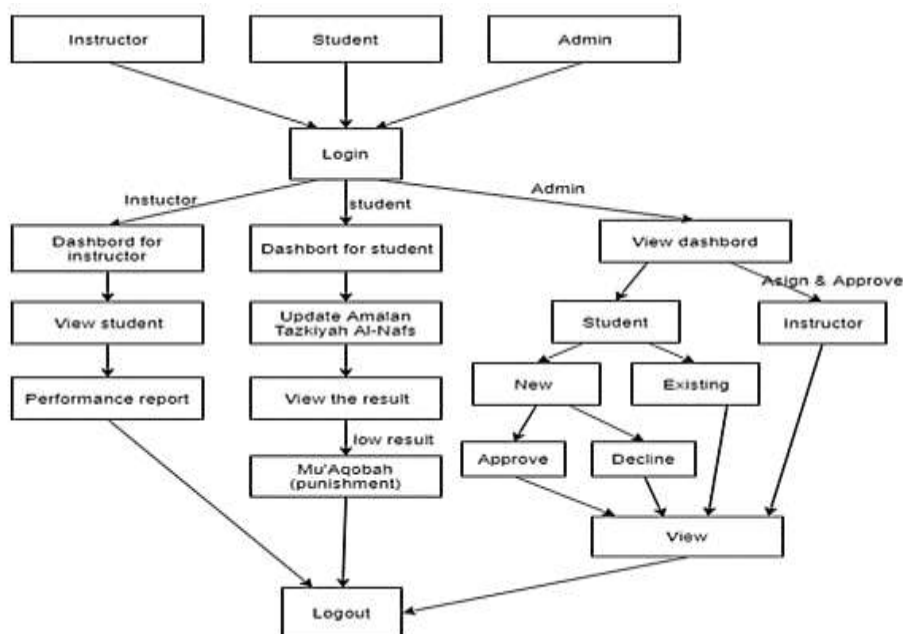 Instructor
Student
Admin
Login
Instuctor
student
Admin
Dashbord for
instructor
Dashbort for student
View dashbord
Asign & Approve
View student
Update Amalan
Tazkiyah Al-Nafs
Student
Instructor
Performance report
View the result
New
Existing
low result
Mu'Aqobah
(punishment)
Approve
Decline
View
Logout